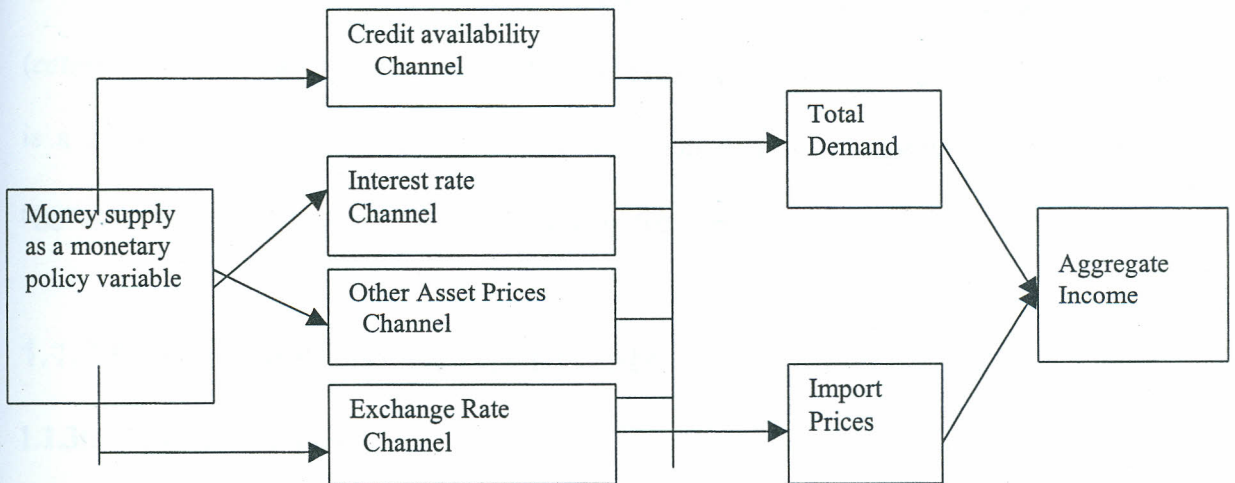 Credit availability
Channel
Interest rate
Channel
Money supply
as a monetary
policy variable
Other Asset Prices
Channel
Exchange Rate
Channel
Total
Demand
Import
Prices
Aggregate
Income